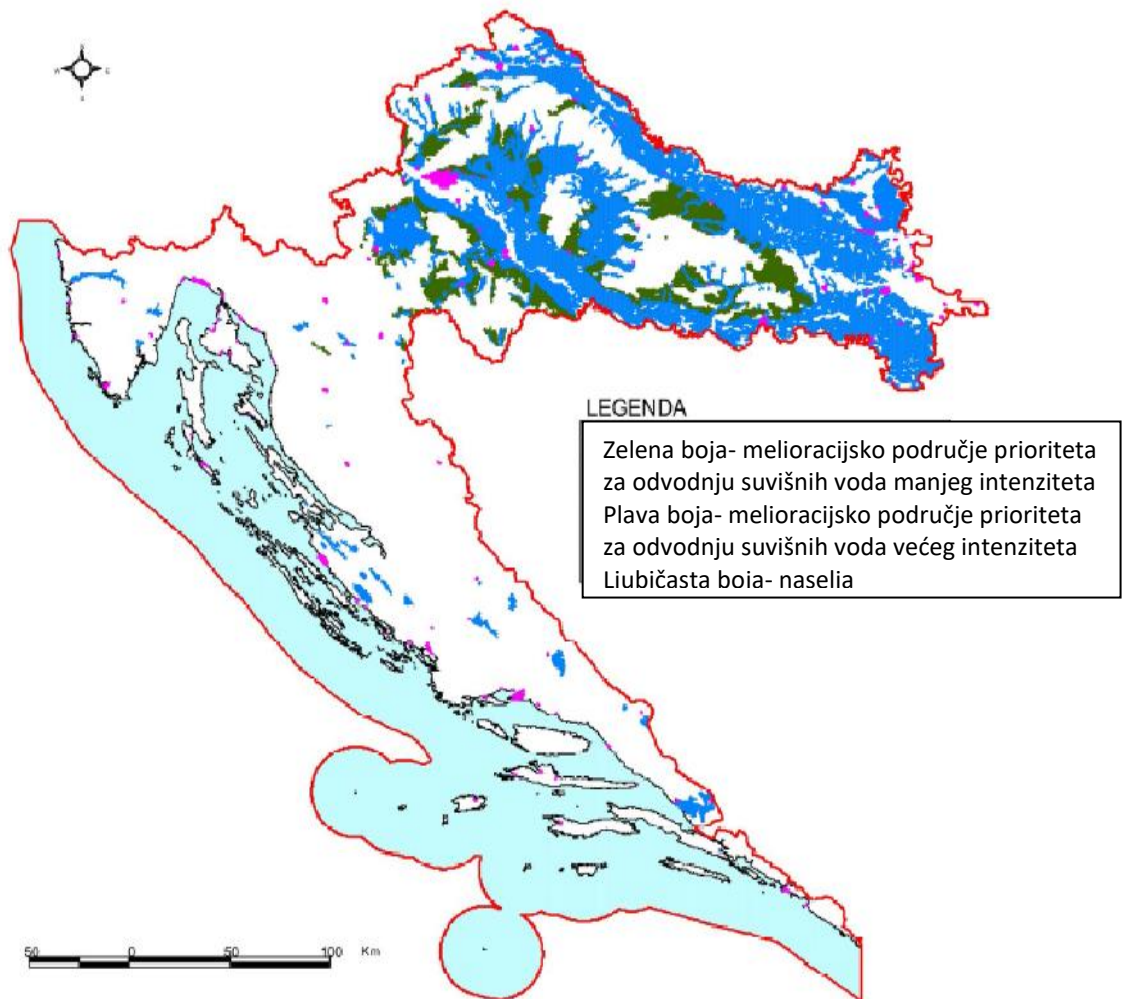 LEGENDA
Zelena boja- melioracijsko područje prioriteta
za odvodnju suvišnih voda manjeg intenziteta
Plava boja- melioracijsko područje prioriteta
za odvodnju suvišnih voda većeg intenziteta
Liubičasta boia- naselia
50 0 50 100 Km